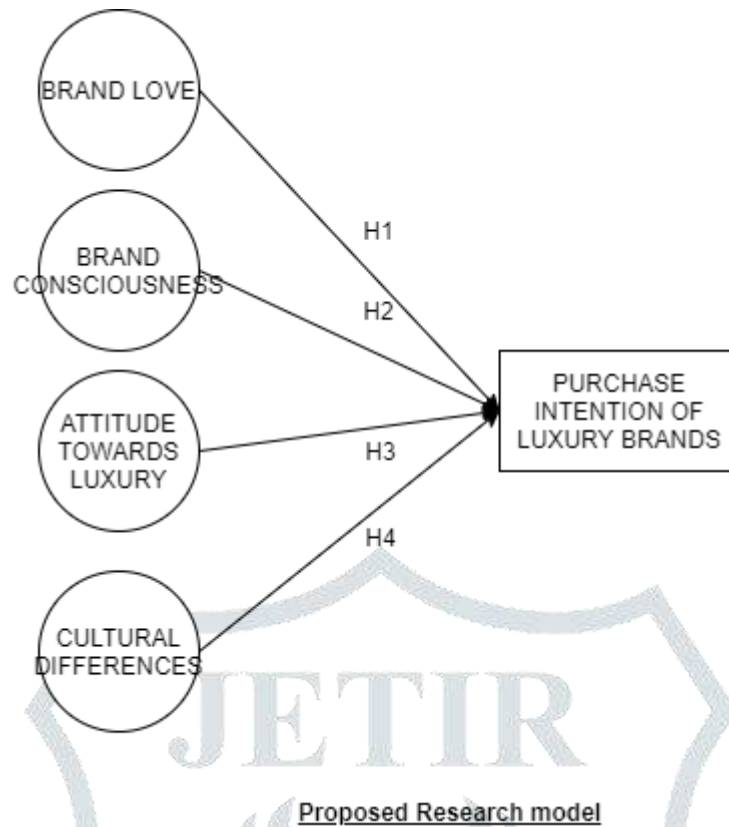 BRAND LOVE
H1
BRAND
CONSCIOUSNESS
H2
PURCHASE
INTENTION OF
LUXURY BRANDS
ATTITUDE
TOWARDS
LUXURY
H3
H4
CULTURAL
DIFFERENCES
JETIR
Proposed Research model